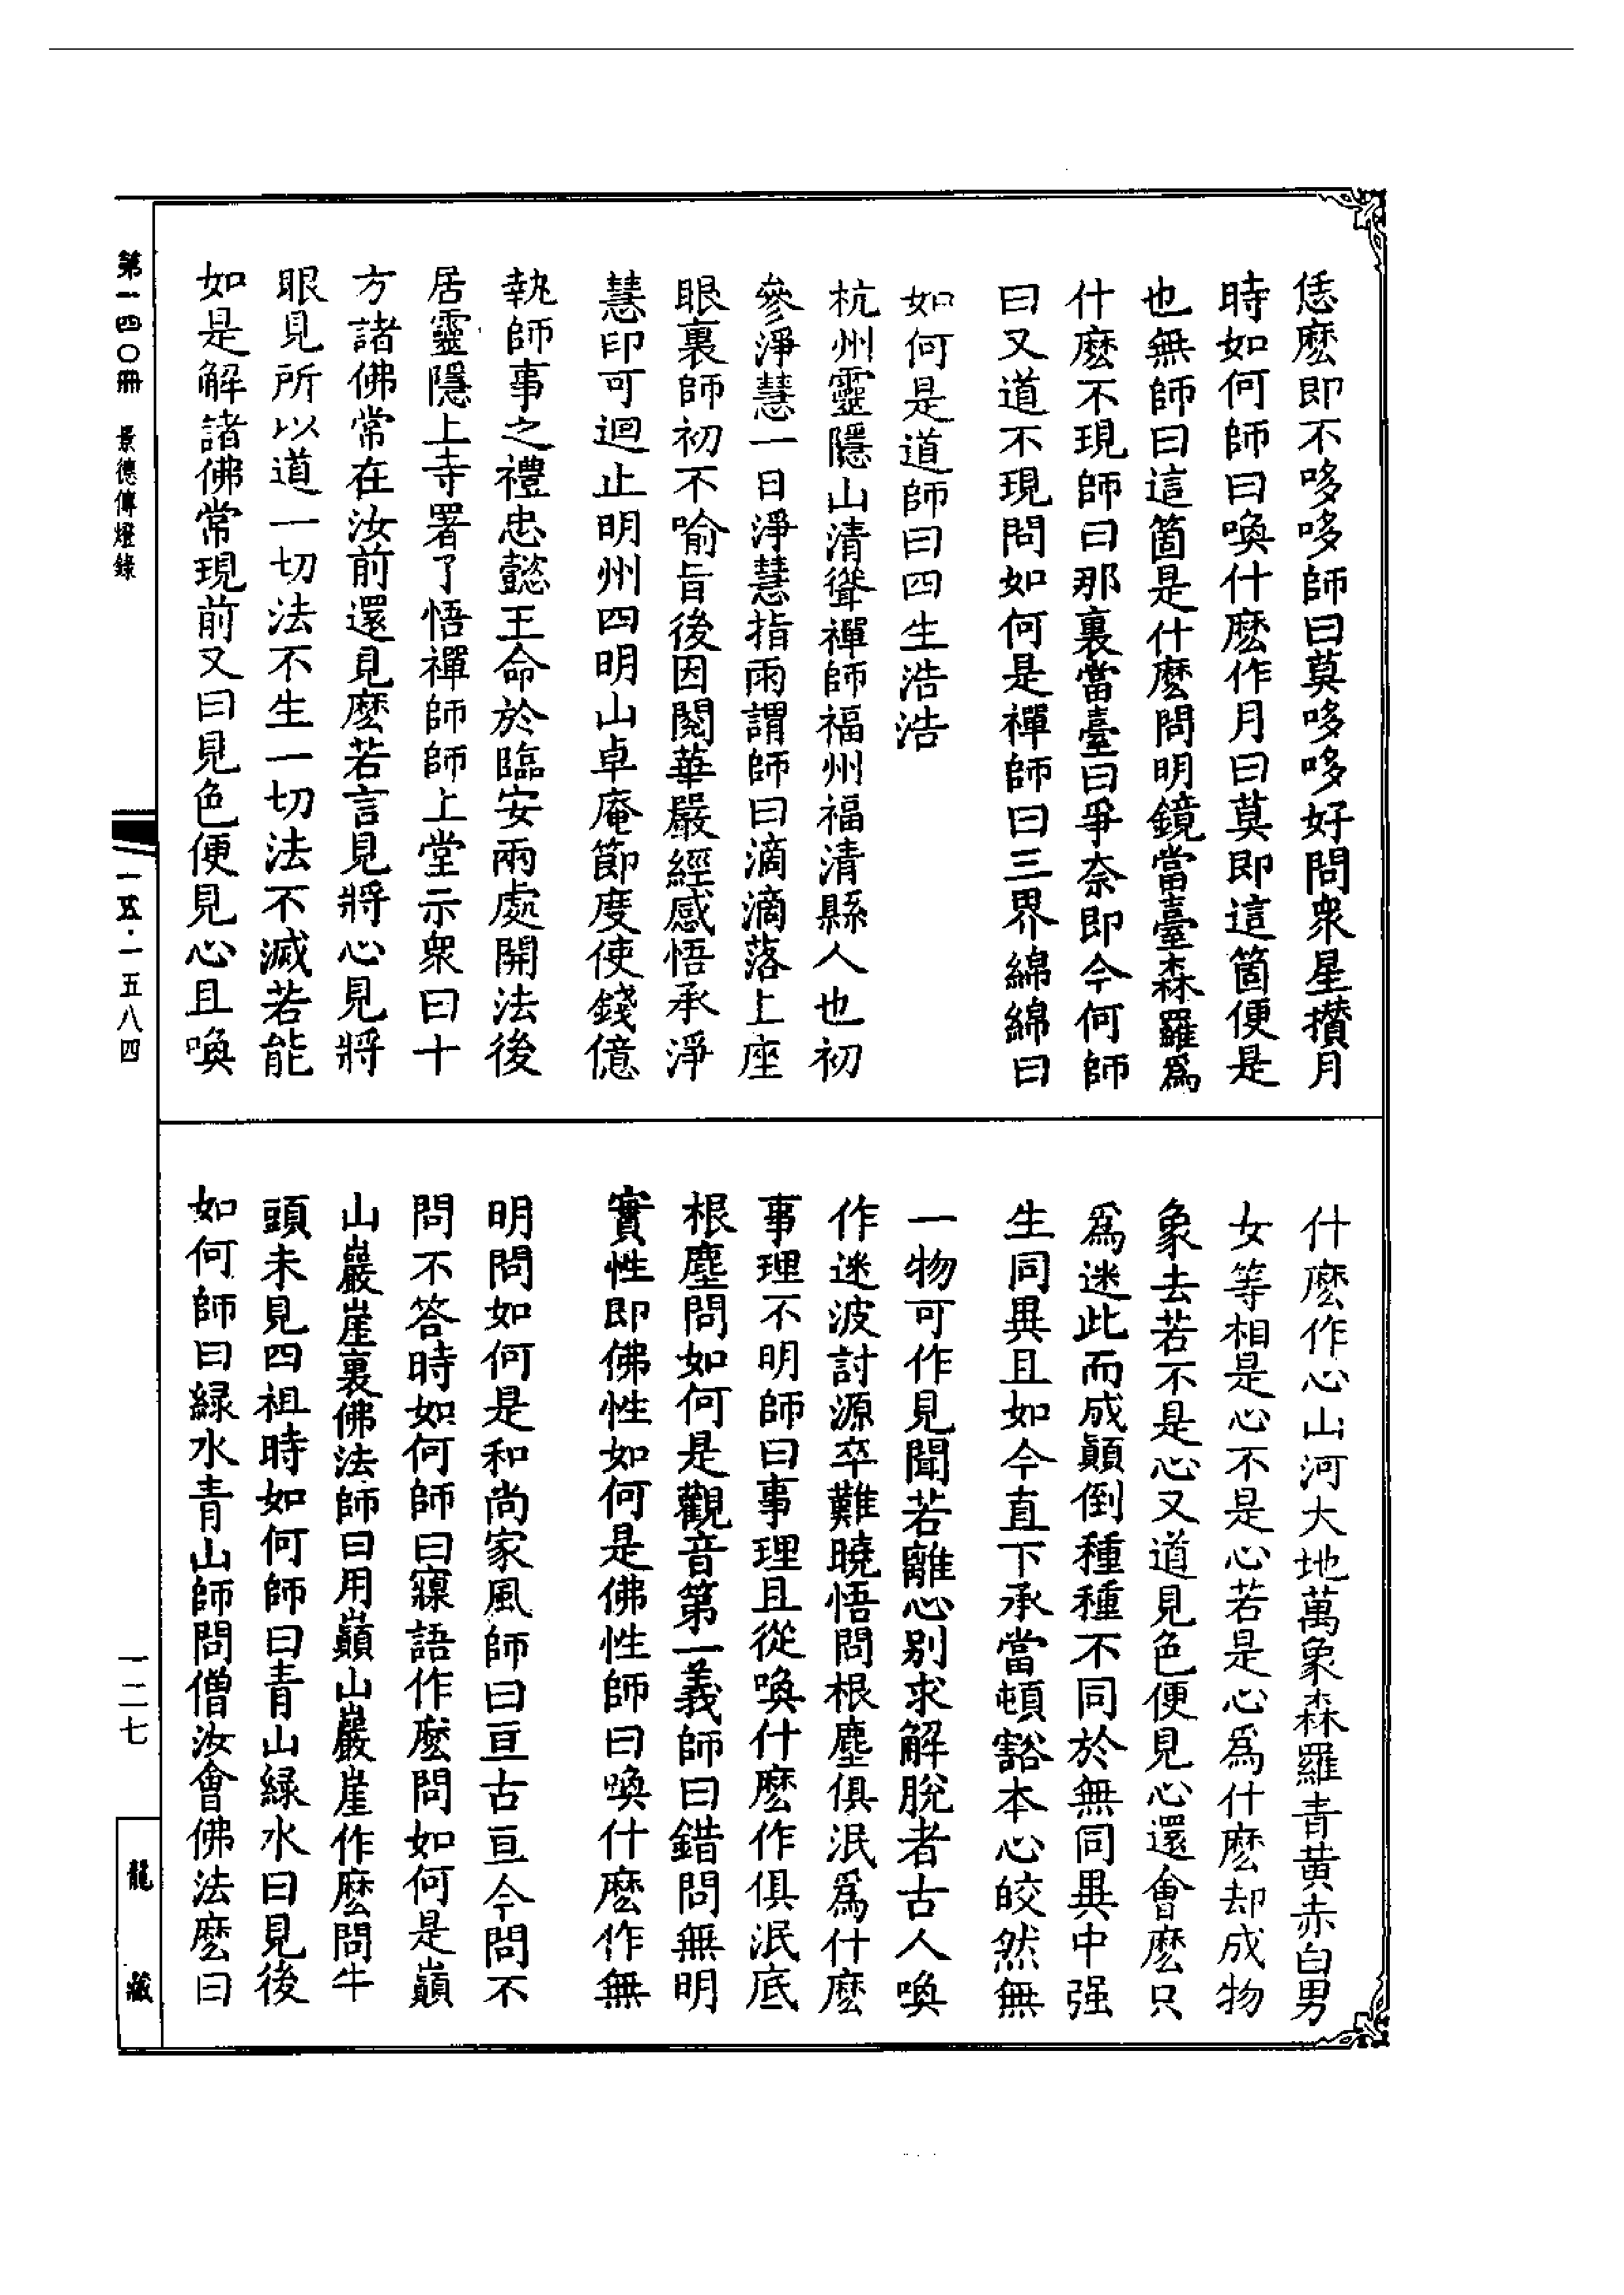 恁麽即不哆哆師曰莫哆哆好問衆星攢月
時如何師曰喚什麽作月曰莫即這箇便是
也無師曰這箇是什麽問明鏡當臺森羅爲
什麽不現師曰那裏當臺曰爭奈即今何師
曰又道不現問如何是禪師曰三界綿綿曰
如何是道師曰四生浩浩
杭州靈隱山清聳禪師福州福清縣人也初
參淨慧一日淨慧指雨謂師曰滴滴落上座
眼裏師初不喻旨後因閱華嚴經感悟承淨
慧印可迴止明州四明山卓庵節度使錢億
執師事之禮忠懿王命於臨安兩處開法後
居靈隱上寺署了悟禪師師上堂示衆曰十
方諸佛常在汝前還見麽若言見將心見將
眼見所以道一切法不生一切法不滅若能
如是解諸佛常現前又曰見色便見心且喚
什麽作心山河大地萬象森羅青黄赤白男
女等相是心不是心若是心爲什麽却成物
象去若不是心又道見色便見心還會麽只
爲迷此而成顛倒種種不同於無同異中强
生同異且如今直下承當頓豁本心皎然無
一物可作見聞若離心別求解脫者古人喚
作迷波討源卒難曉悟問根塵俱泯爲什麽
事理不明師曰事理且從喚什麽作俱泯底
根塵問如何是觀音第一義師曰錯問無明
實性即佛性如何是佛性師曰喚什麽作無
明問如何是和尚家風師曰亘古亘今問不
問不答時如何師曰寱語作麽問如何是巔
山巖崖裏佛法師曰用巔山巖崖作麽問牛
頭未見四祖時如何師曰青山緑水曰見後
如何師曰緑水青山師問僧汝會佛法麽曰
第一四〇冊　景德傳燈錄
一五·一五八四
一二七
龍藏